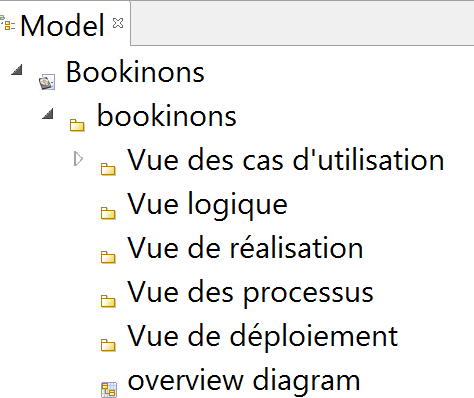 Model
Bookinons
bookinons
Vue des cas d'utilisation
Vue logique
Vue de réalisation
Vue des processus
Vue de déploiement
overview diagram